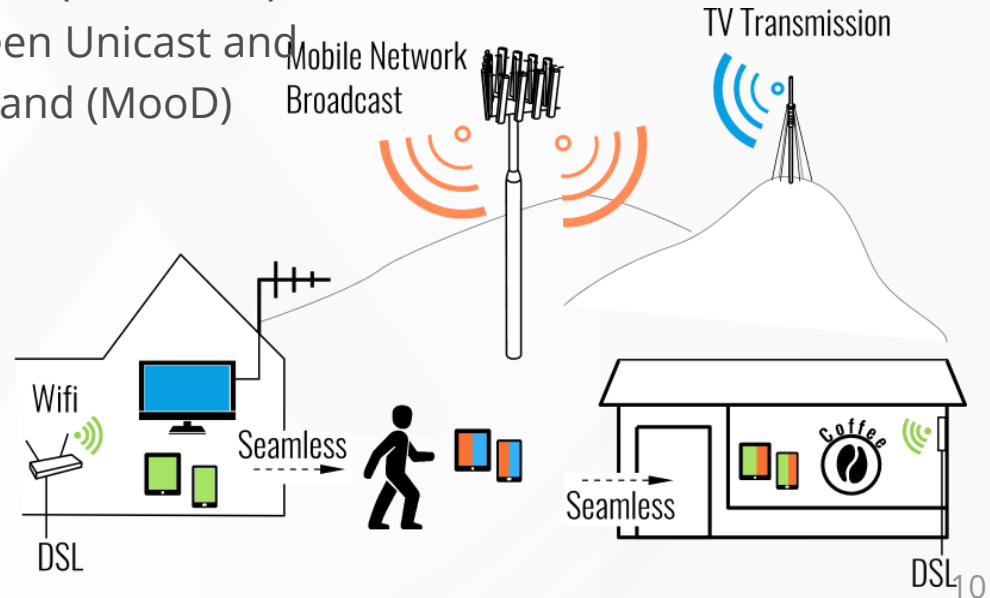 een Unicast and
and (MooD)
Mobile Network
Broadcast
TV Transmission
Wifi
Seamless
Coffee
Seamless
DSL
DSL
10